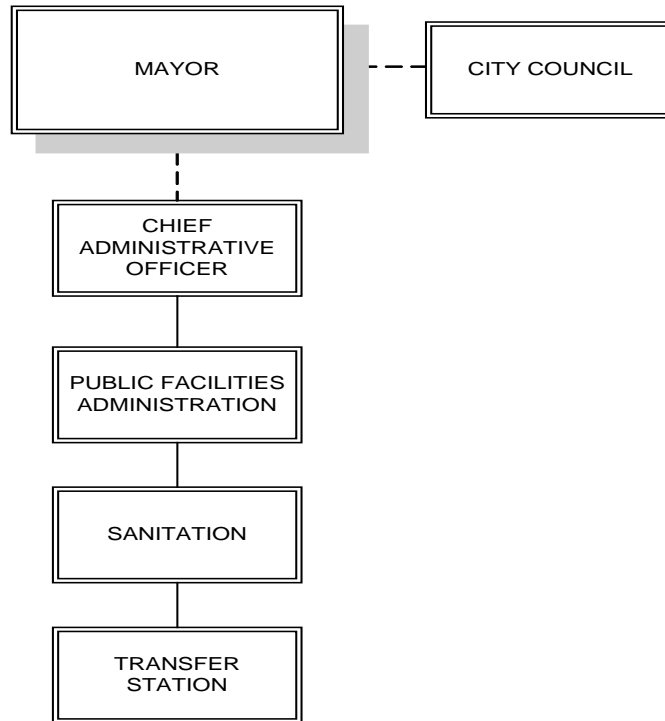 MAYOR
CITY COUNCIL
CHIEF
ADMINISTRATIVE
OFFICER
PUBLIC FACILITIES
ADMINISTRATION
SANITATION
TRANSFER
STATION